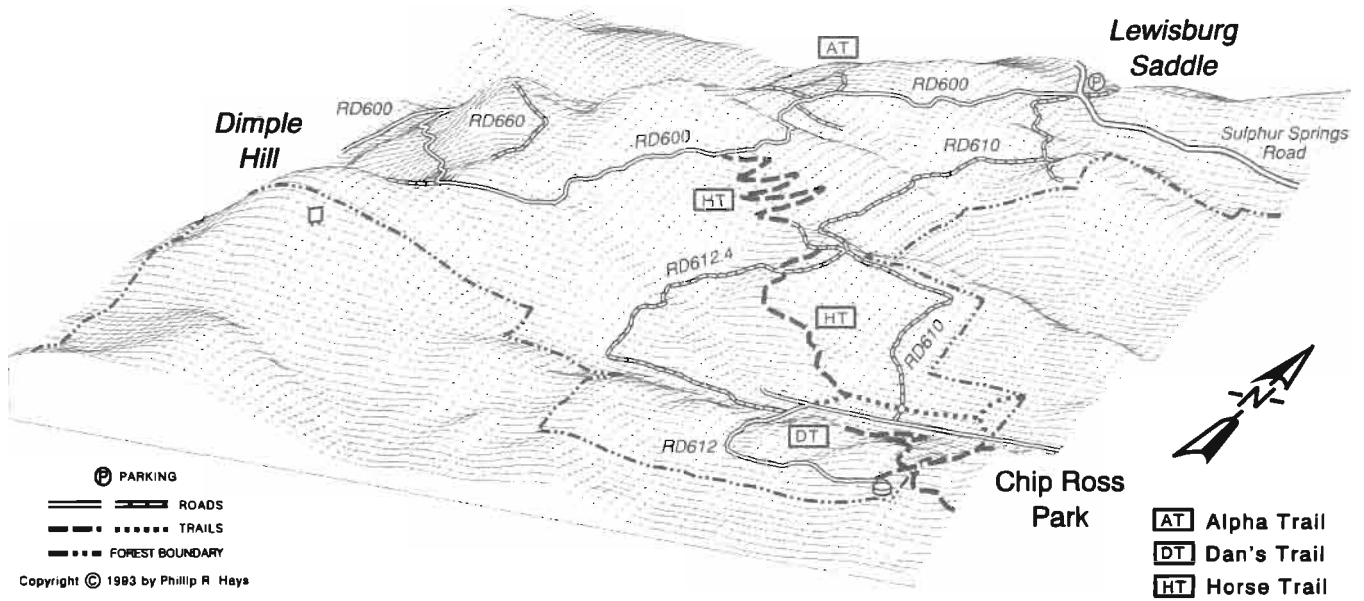 AT
Lewisburg
Saddle
P
RD600
RD600
RD660
Dimple
Hill
RD600
RD610
Sulphur Springs
Road
HT
RD612.4
HT
RD610
N
RD612
DT
Chip Ross
Park
P PARKING
ROADS
TRAILS
FOREST BOUNDARY
Copyright © 1993 by Phillip R Hays
AT Alpha Trail
DT Dan's Trail
HT Horse Trail